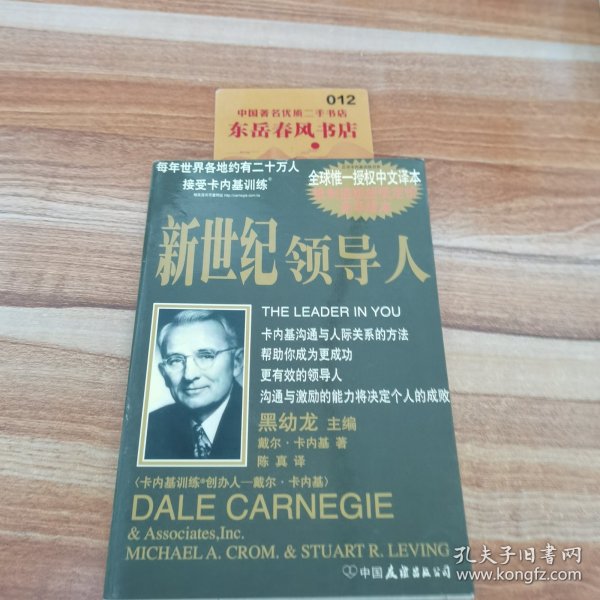 012
中国著名优质二手书店
东岳春风书店
每年世界各地约有二十万人
接受卡内基训练®
全球惟一授权中文译本
新世纪领导人
THE LEADER IN YOU
卡内基沟通与人际关系的方法
帮助你成为更成功
更有效的领导人
沟通与激励的能力将决定个人的成败
黑幼龙 主编
戴尔·卡内基 著
陈真 译
〈卡内基训练®创办人—戴尔·卡内基〉
DALE CARNEGIE
& Associates,Inc.
MICHAEL A. CROM. & STUART R. LEVING
中国友谊出版公司
孔夫子旧书网
www.kongfz.com